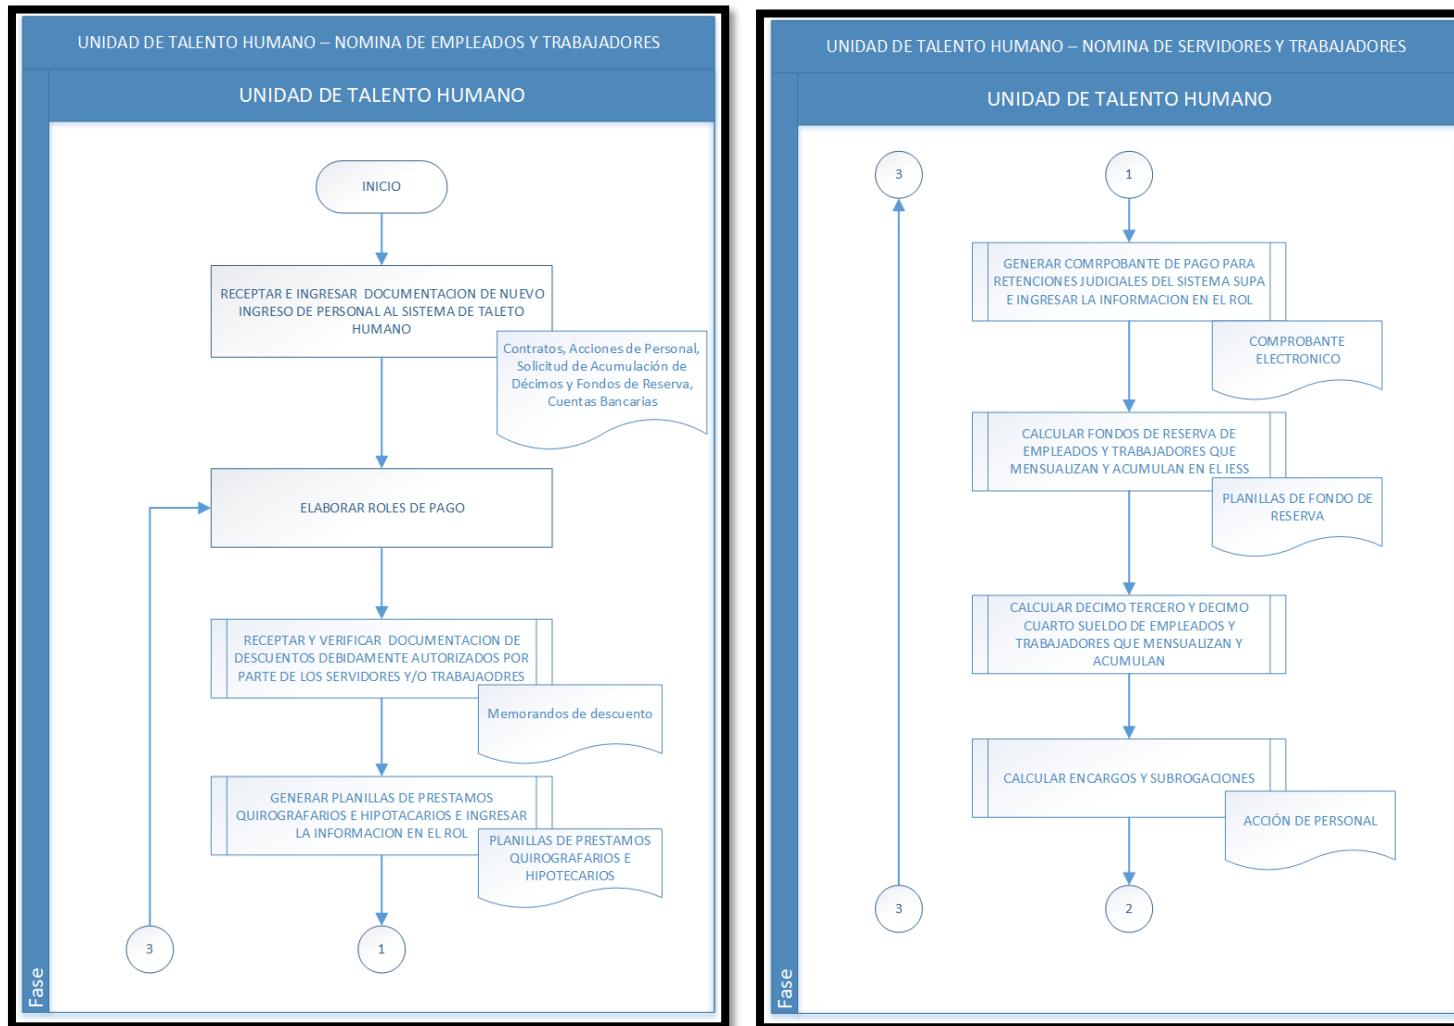 UNIDAD DE TALENTO HUMANO – NOMINA DE EMPLEADOS Y TRABAJADORES
UNIDAD DE TALENTO HUMANO
INICIO
RECEPTAR E INGRESAR DOCUMENTACION DE NUEVO
INGRESO DE PERSONAL AL SISTEMA DE TALETO
HUMANO
Contratos, Acciones de Personal,
Solicitud de Acumulación de
Décimos y Fondos de Reserva,
Cuentas Bancarias
ELABORAR ROLES DE PAGO
RECEPTAR Y VERIFICAR DOCUMENTACION DE
DESCUENTOS DEBIDAMENTE AUTORIZADOS POR
PARTE DE LOS SERVIDORES Y/O TRABAJAODRES
Memorandos de descuento
GENERAR PLANILLAS DE PRESTAMOS
QUIROGRAFARIOS E HIPOTACARIOS E INGRESAR
LA INFORMACION EN EL ROL
PLANILLAS DE PRESTAMOS
QUIROGRAFARIOS E
HIPOTECARIOS
3
1
Fase
UNIDAD DE TALENTO HUMANO – NOMINA DE SERVIDORES Y TRABAJADORES
UNIDAD DE TALENTO HUMANO
3
1
GENERAR COMRPOBANTE DE PAGO PARA
RETENCIONES JUDICIALES DEL SISTEMA SUPA
E INGRESAR LA INFORMACION EN EL ROL
COMPROBANTE
ELECTRONICO
CALCULAR FONDOS DE RESERVA DE
EMPLEADOS Y TRABAJADORES QUE
MENSUALIZAN Y ACUMULAN EN EL IESS
PLANILLAS DE FONDO DE
RESERVA
CALCULAR DECIMO TERCERO Y DECIMO
CUARTO SUELDO DE EMPLEADOS Y
TRABAJADORES QUE MENSUALIZAN Y
ACUMULAN
CALCULAR ENCARGOS Y SUBROGACIONES
ACCIÓN DE PERSONAL
3
2
Fase